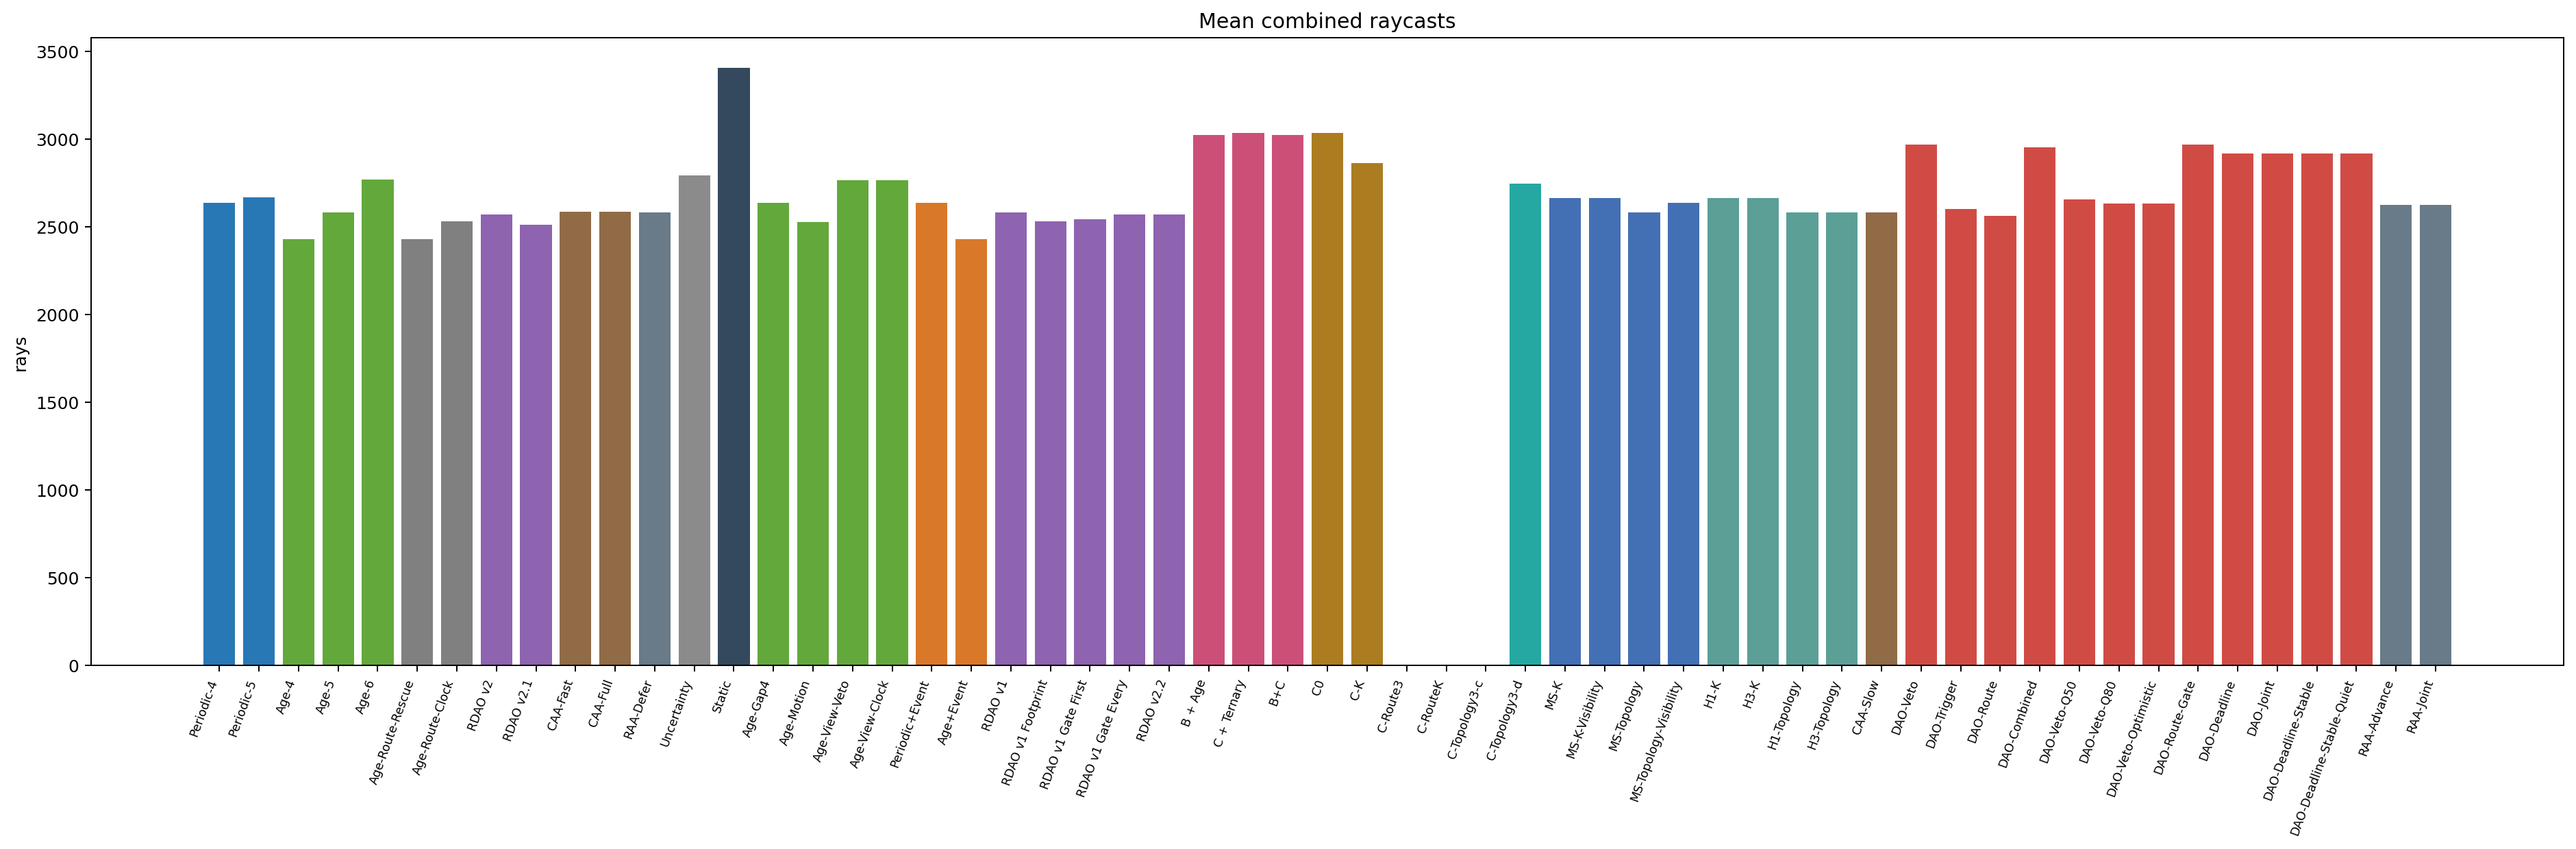 Mean combined raycasts
3500
3000
2500
2000
1500
1000
500
0
rays
Periodic-4
Periodic-5
Age-4
Age-5
Age-6
Age-Route-Rescue
Age-Route-Clock
RDAO v2
RDAO v2.1
CAA-Fast
CAA-Full
RAA-Defer
Uncertainty
Static
Age-Gap4
Age-Motion
Age-View-Veto
Age-View-Clock
Periodic+Event
Age+Event
RDAO v1
RDAO v1 Footprint
RDAO v1 Gate First
RDAO v1 Gate Every
RDAO v2.2
B + Age
C + Ternary
B+C
C0
C-K
C-Route3
C-RouteK
C-Topology3-c
C-Topology3-d
MS-K
MS-K-Visibility
MS-Topology
MS-Topology-Visibility
H1-K
H3-K
H1-Topology
H3-Topology
CAA-Slow
DAO-Veto
DAO-Trigger
DAO-Route
DAO-Combined
DAO-Veto-Q50
DAO-Veto-Q80
DAO-Veto-Optimistic
DAO-Route-Gate
DAO-Deadline
DAO-Joint
DAO-Deadline-Stable
DAO-Deadline-Stable-Quiet
RAA-Advance
RAA-Joint